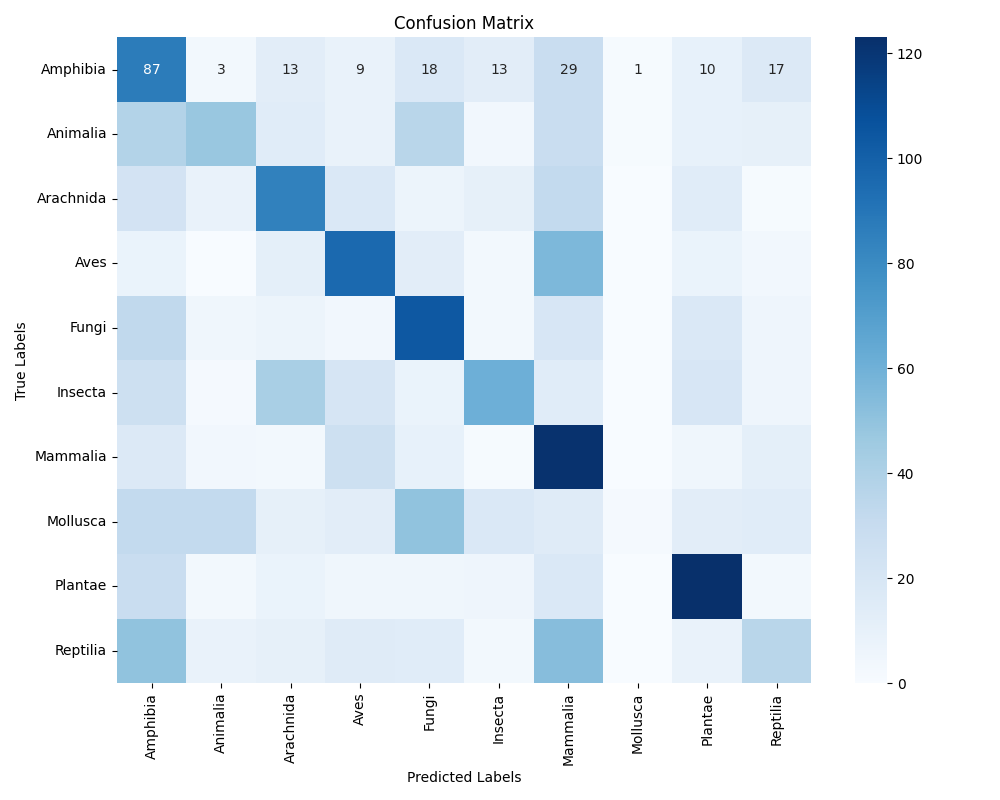 Confusion Matrix
Amphibia 87 3 13 9 18 13 29 1 10 17
Animalia
Arachnida
Aves
Fungi
Insecta
Mammalia
Mollusca
Plantae
Reptilia
True Labels
Amphibia Animalia Arachnida Aves Fungi Insecta Mammalia Mollusca Plantae Reptilia
Predicted Labels
120
100
80
60
40
20
0